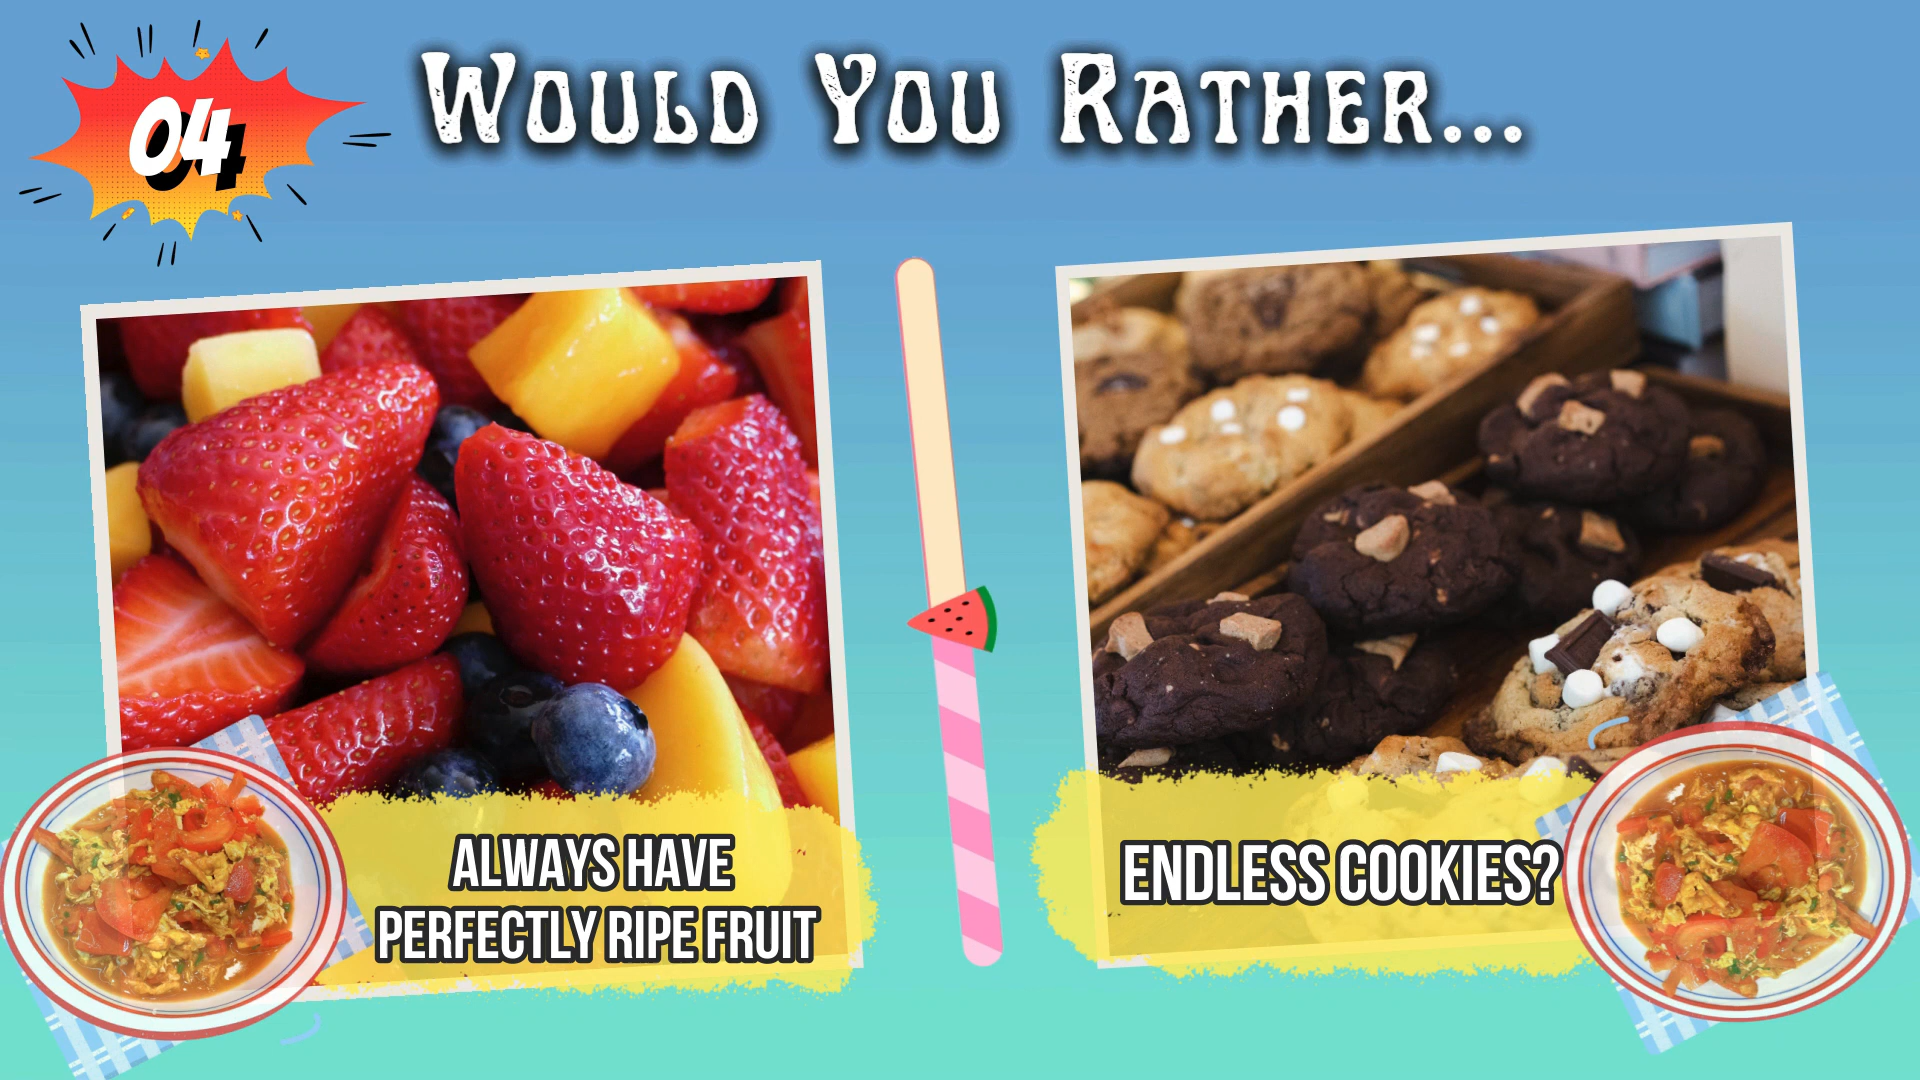 04
Would You Rather...
ALWAYS HAVE
PERFECTLY RIPE FRUIT
ENDLESS COOKIES?